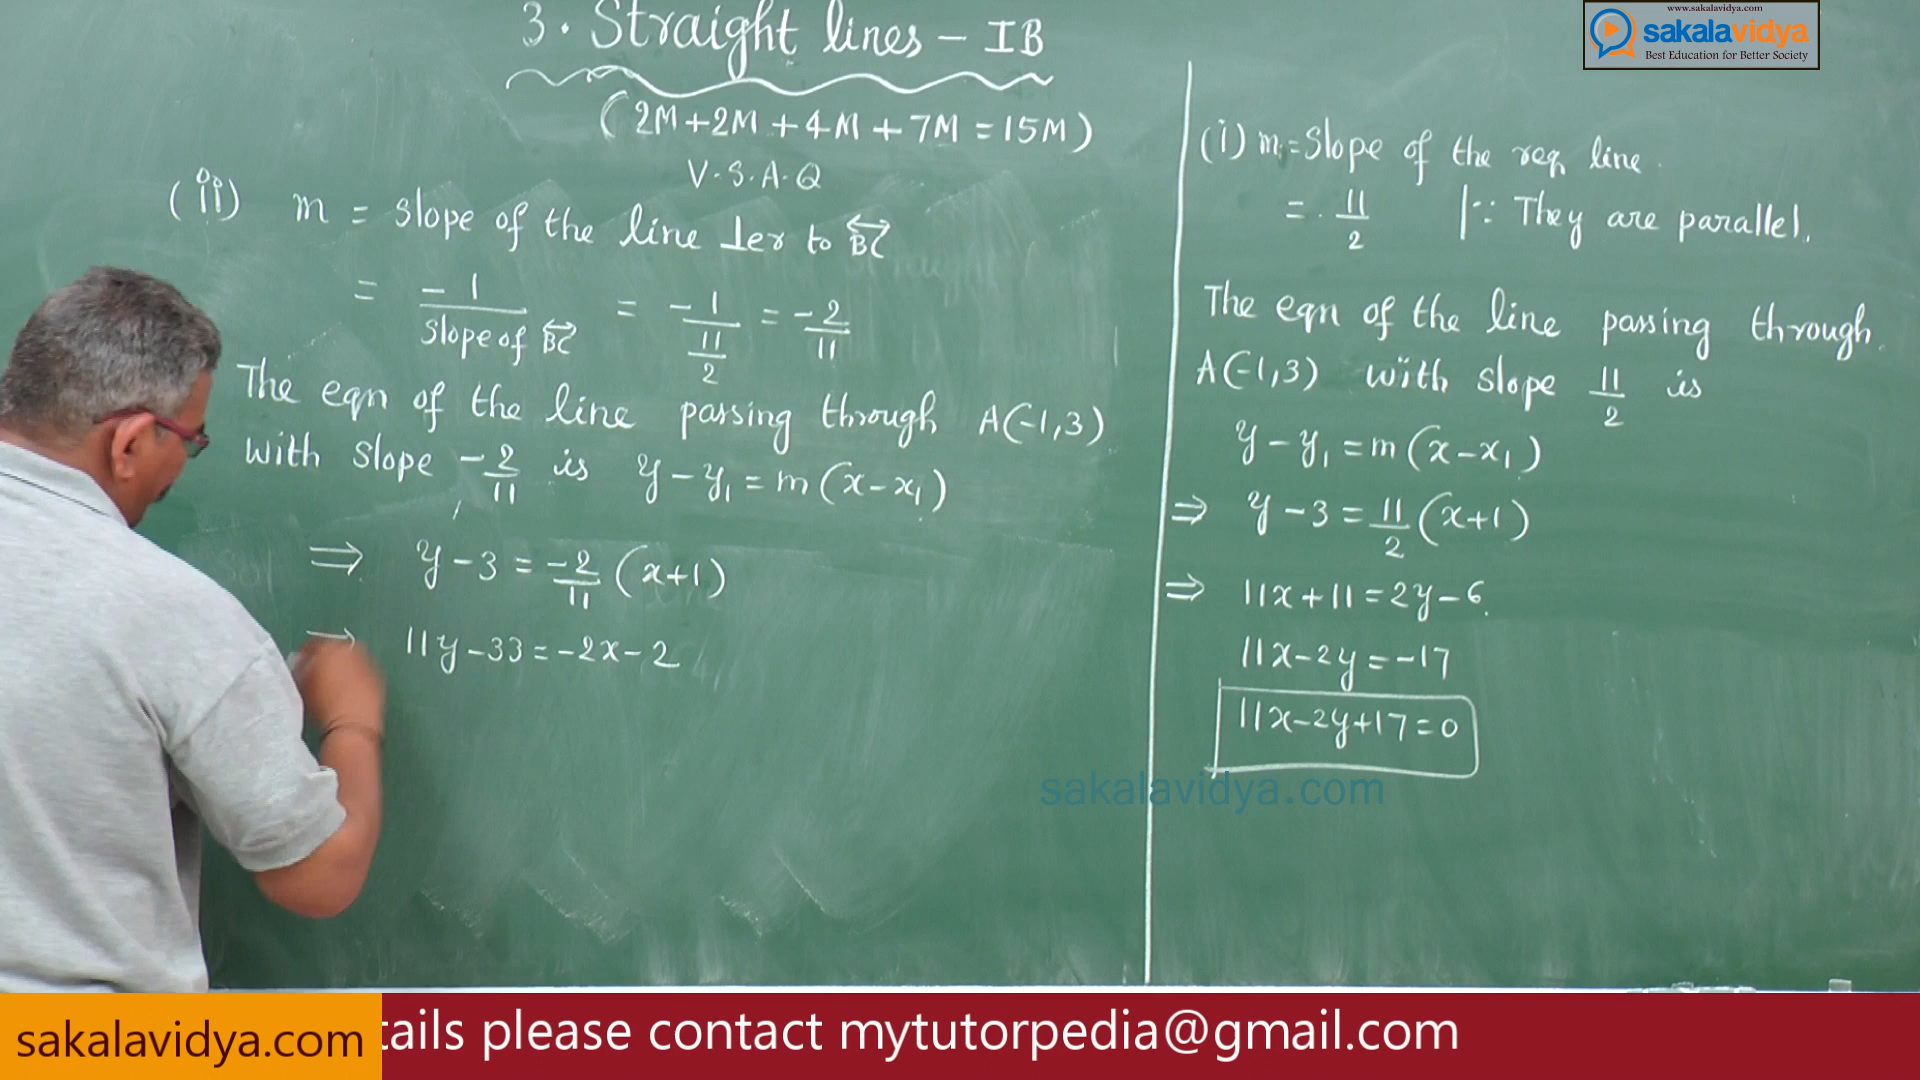 3. Straight lines - IB
(2M+2M+4M+7M=15M)
V.S.A.Q
(ii) m = slope of the line ⊥er to BC
= -1/slope of BC = -1/(11/2) = -2/11
The eqn of the line passing through A(-1,3)
with slope -2/11 is y-y₁=m(x-x₁)
⇒ y-3=-2/11(x+1)
⇒ 11y-33=-2x-2
(i) m=Slope of the req line.
= 11/2 |∵ They are parallel.
The eqn of the line passing through
A(-1,3) with slope 11/2 is
y-y₁=m(x-x₁)
⇒ y-3=11/2(x+1)
⇒ 11x+11=2y-6
11x-2y=-17
11x-2y+17=0
www.sakalavidya.com
sakalavidya
Best Education for Better Society
sakalavidya.com
sakalavidya.com
tails please contact mytutorpedia@gmail.com